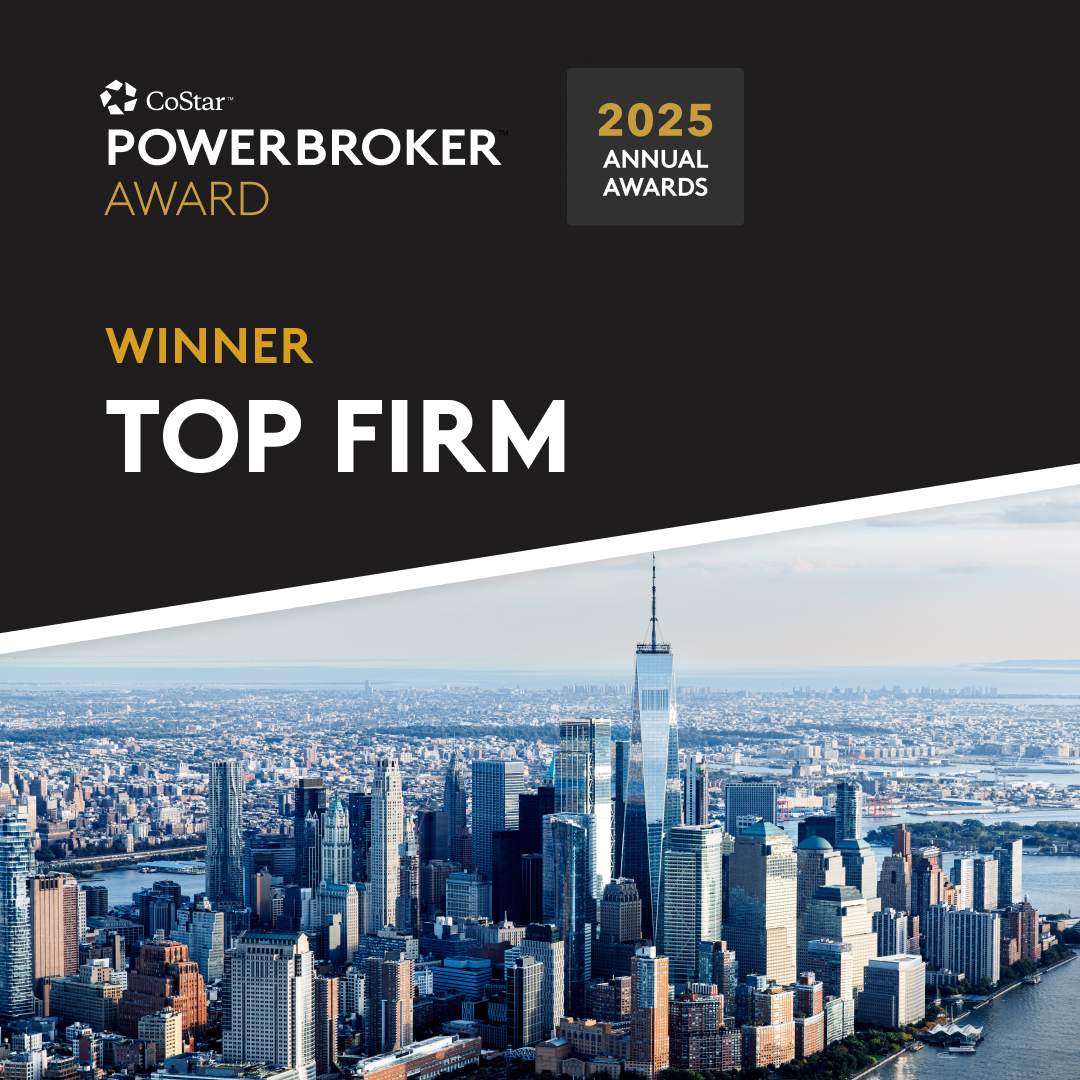 CoStar™
POWERBROKER™
AWARD
2025
ANNUAL
AWARDS
WINNER
TOP FIRM